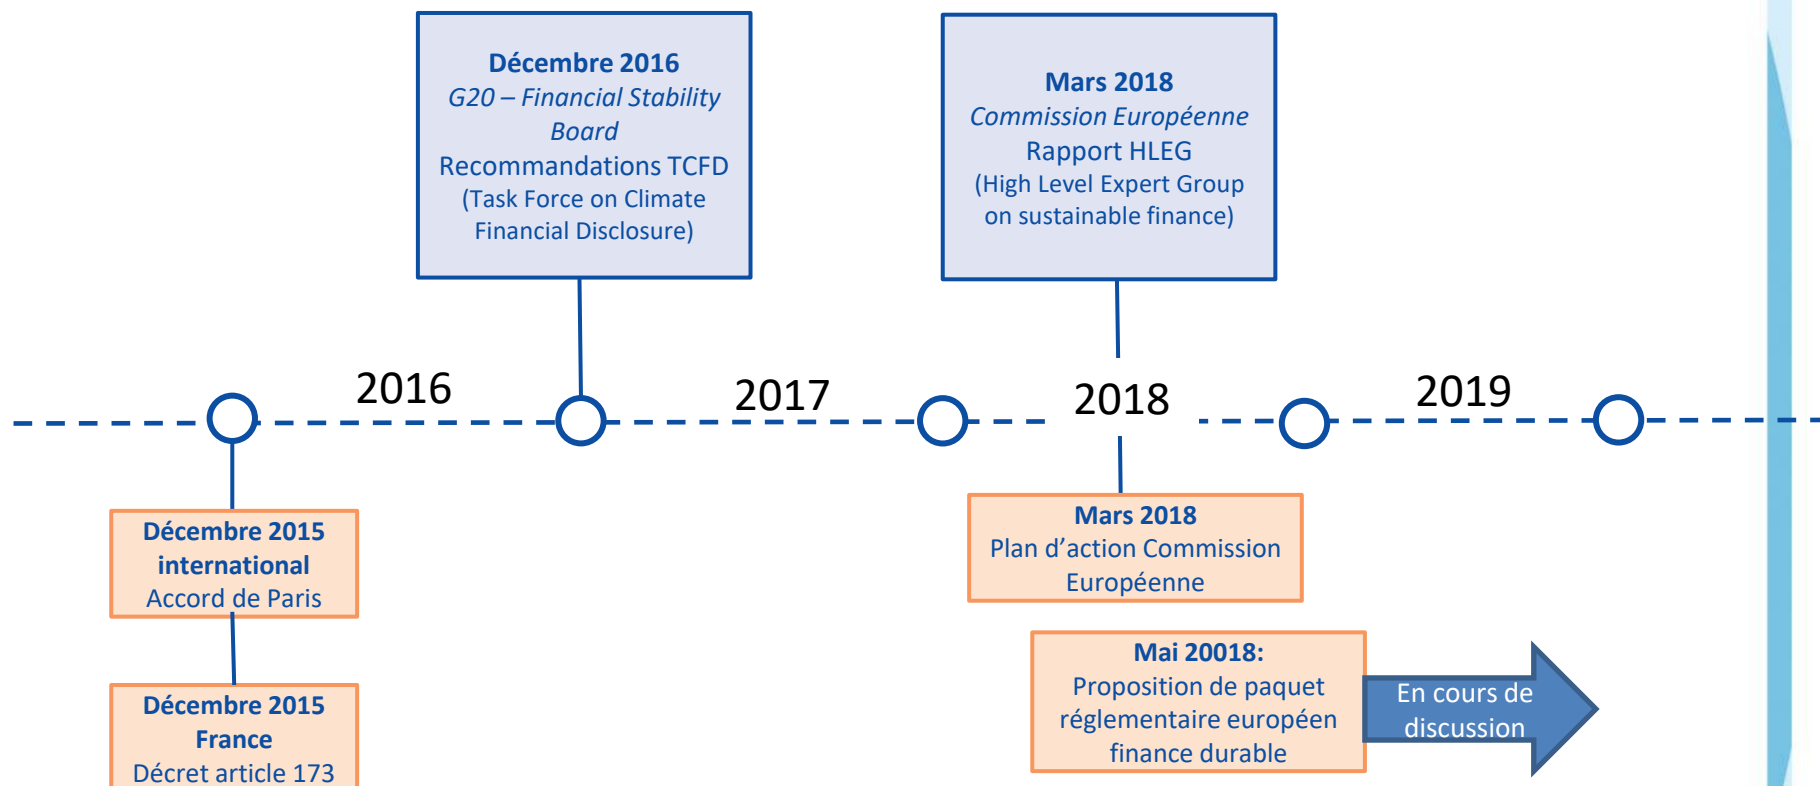 Décembre 2016
G20 – Financial Stability
Board
Recommandations TCFD
(Task Force on Climate
Financial Disclosure)
Mars 2018
Commission Européenne
Rapport HLEG
(High Level Expert Group
on sustainable finance)
2016
2017
2018
2019
Décembre 2015
international
Accord de Paris
Décembre 2015
France
Décret article 173
Mars 2018
Plan d’action Commission
Européenne
Mai 20018:
Proposition de paquet
réglementaire européen
finance durable
En cours de
discussion